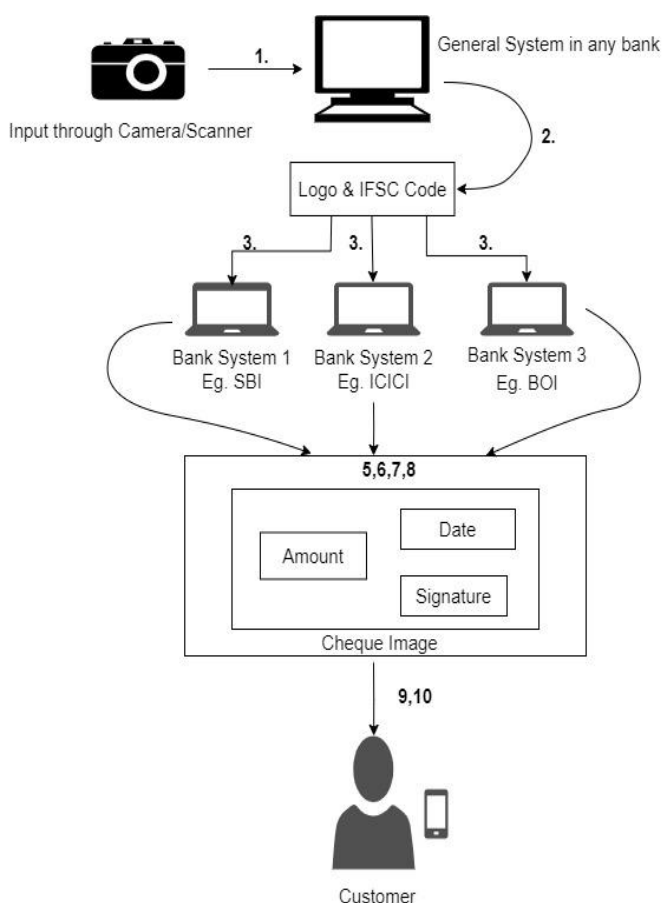 1.
General System in any bank
Input through Camera/Scanner
2.
Logo & IFSC Code
3.
3.
3.
Bank System 1
Eg. SBI
Bank System 2
Eg. ICICI
Bank System 3
Eg. BOI
5,6,7,8
Amount
Date
Signature
Cheque Image
9,10
Customer